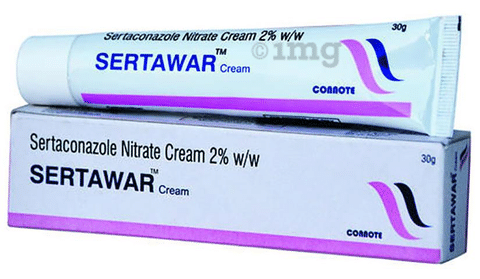 Sertaconazole Nitrate Cream 2% w/w
30g
©img
SERTAWAR™ Cream
CONNOTE
Sertaconazole Nitrate Cream 2% w/w
30g
SERTAWAR™ Cream
CONNOTE